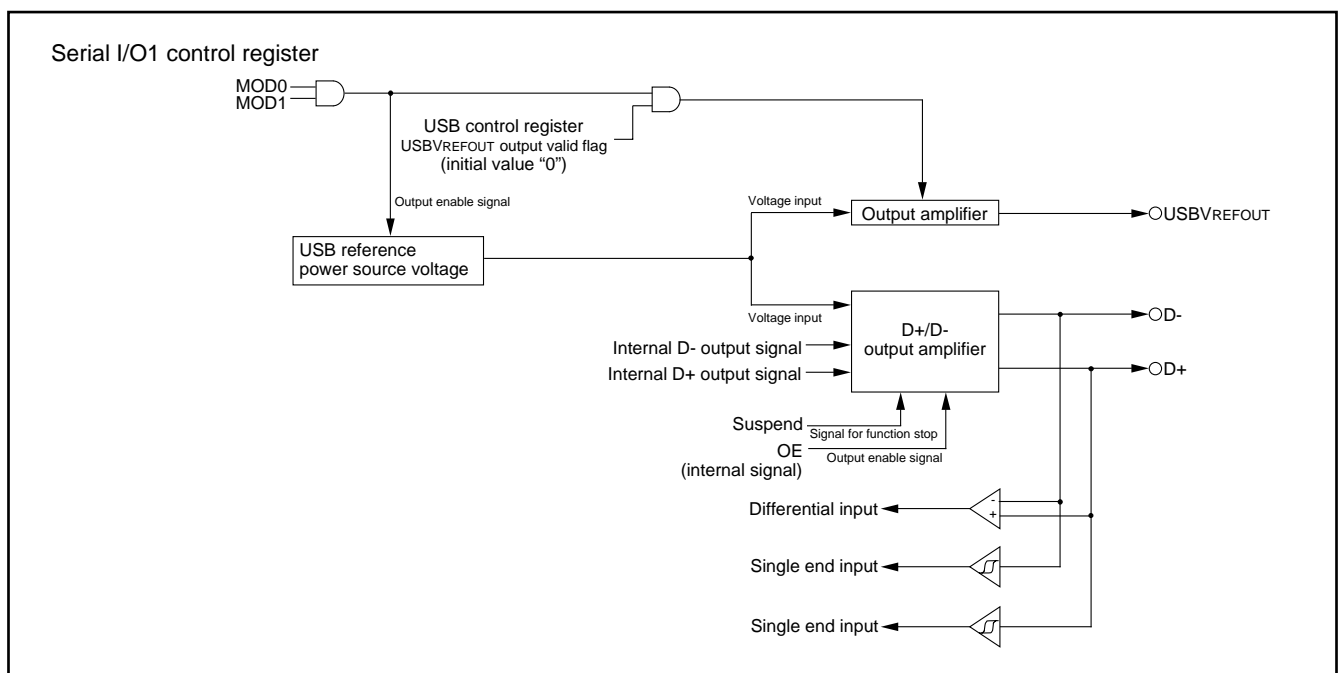 Serial I/O1 control register
MOD0
MOD1
USB control register
USBVREFOUT output valid flag
(initial value “0”)
Output enable signal
Voltage input
Output amplifier
USBVREFOUT
USB reference
power source voltage
Voltage input
D+/D-
output amplifier
D-
Internal D- output signal
Internal D+ output signal
D+
Suspend
Signal for function stop
OE
Output enable signal
(internal signal)
Differential input
-
+
Single end input
Single end input